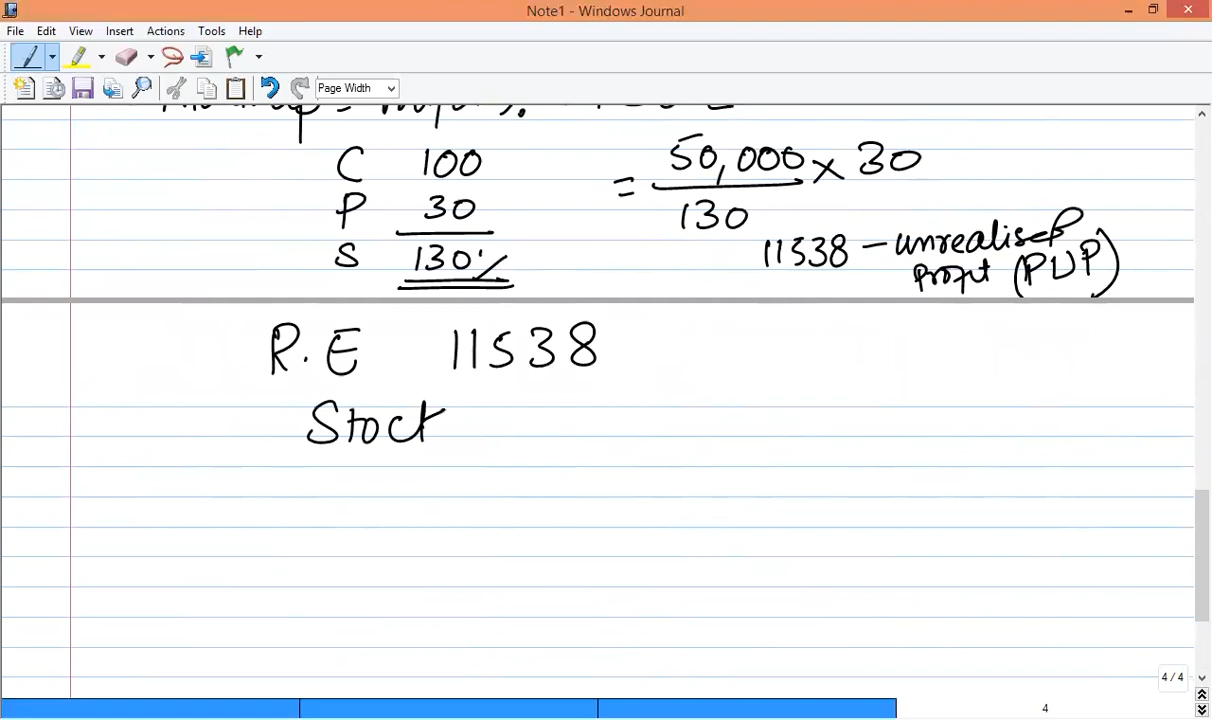 Note1 - Windows Journal
File Edit View Insert Actions Tools Help
Page Width
C 100
P 30
S 130%
= 50,000 x 30
130
11538 - unrealised
Profit (PUP)
R.E 11538
Stock
4 / 4
4